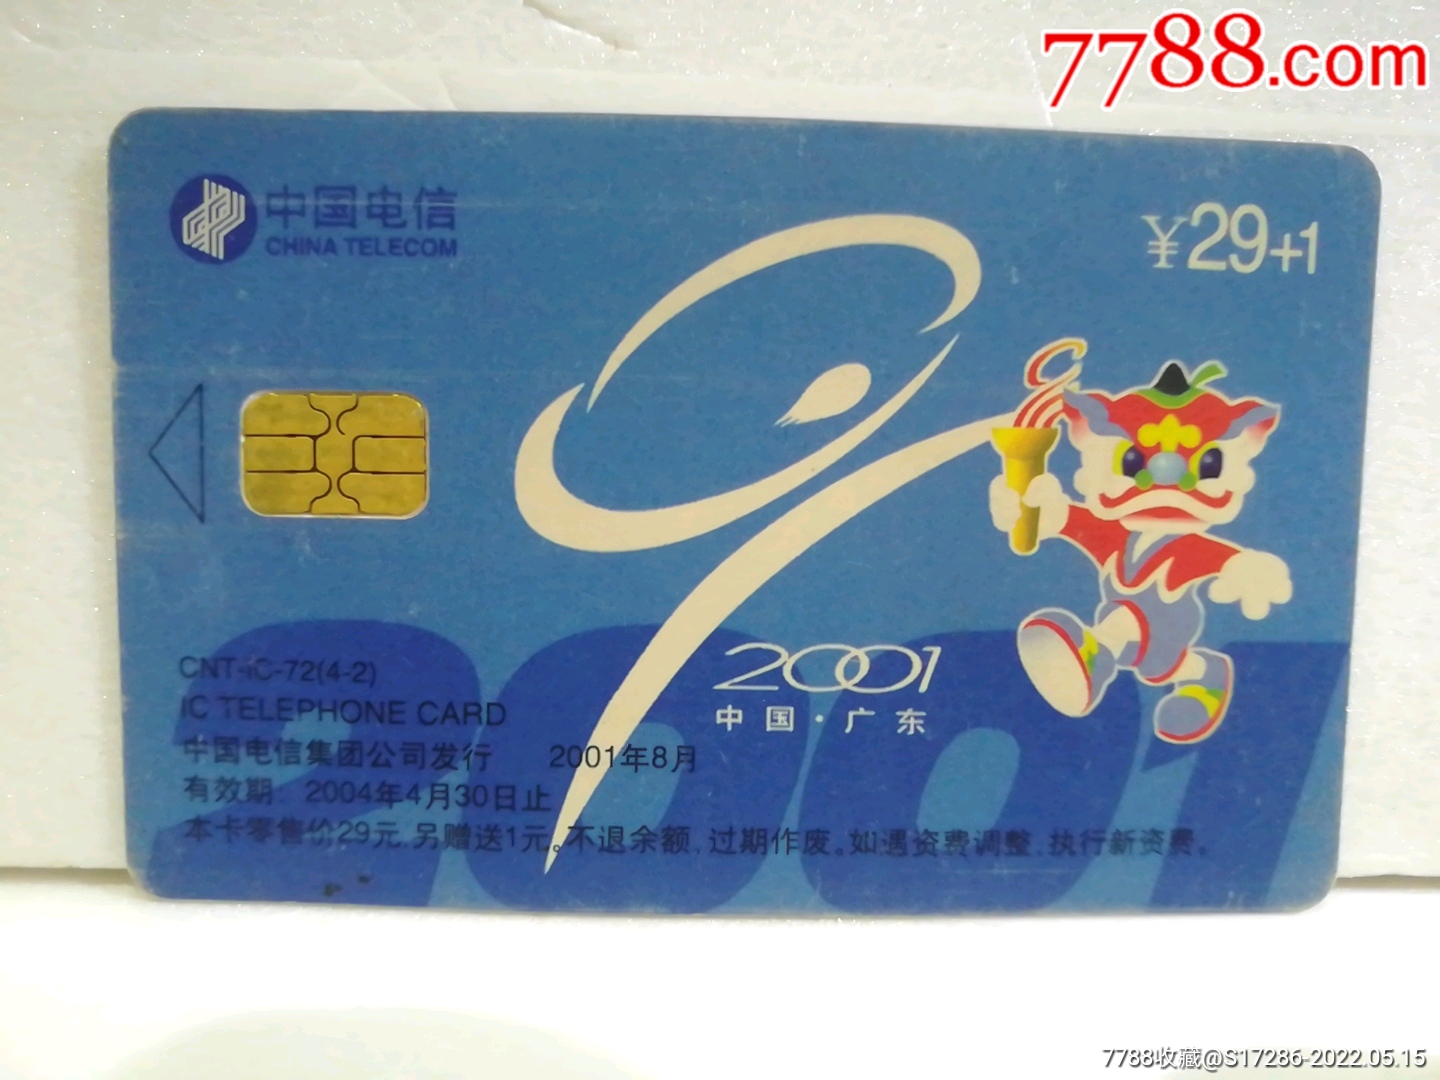 7788.com
中国电信
CHINA TELECOM
¥29+1
2001
中国·广东
CNT-IC-72(4-2)
IC TELEPHONE CARD
中国电信集团公司发行 2001年8月
有效期: 2004年4月30日止
本卡零售价29元,另赠送1元。不退余额,过期作废。如遇资费调整,执行新资费。
2001
7788收藏@S17286-2022.05.15